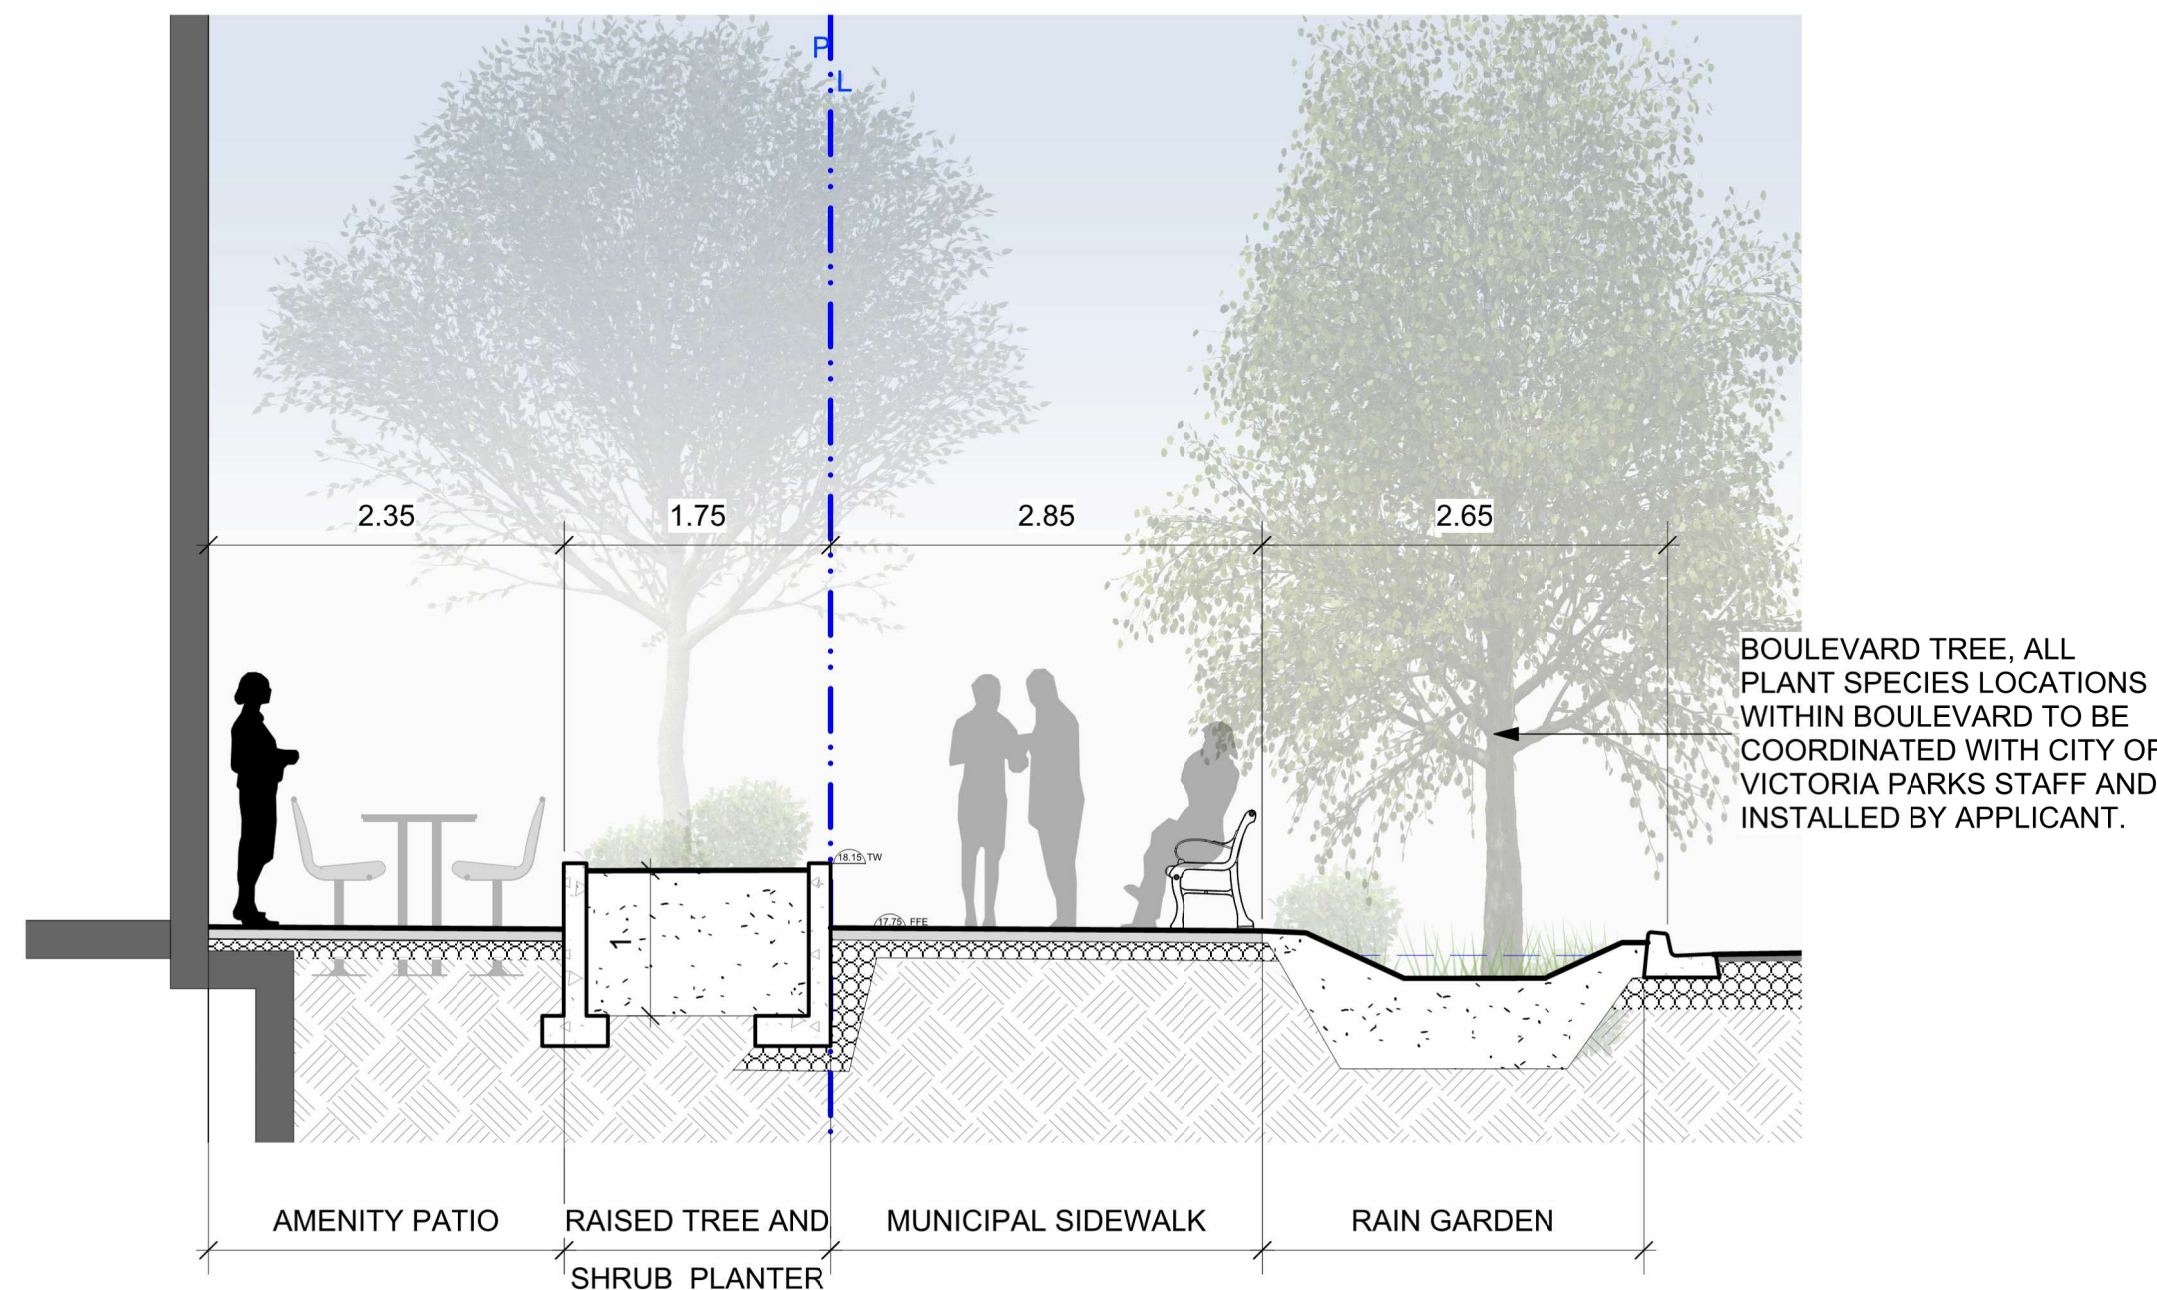 P
L
2.35
1.75
2.85
2.65
BOULEVARD TREE, ALL
PLANT SPECIES LOCATIONS
WITHIN BOULEVARD TO BE
COORDINATED WITH CITY OF
VICTORIA PARKS STAFF AND
INSTALLED BY APPLICANT.
18.15 TW
17.75 FFE
1
AMENITY PATIO
RAISED TREE AND
SHRUB PLANTER
MUNICIPAL SIDEWALK
RAIN GARDEN